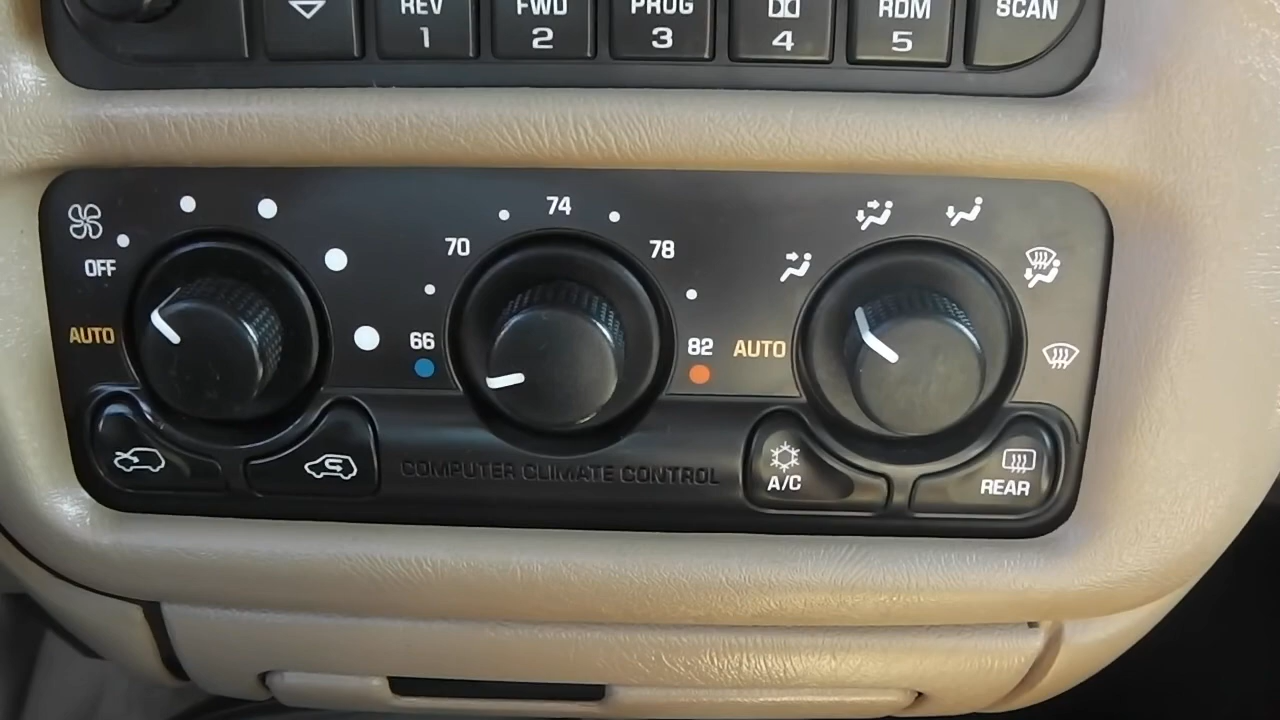 REV FWD PROG RDM SCAN
1 2 3 4 5
74
70 78
OFF
AUTO 66 82 AUTO
COMPUTER CLIMATE CONTROL
A/C REAR